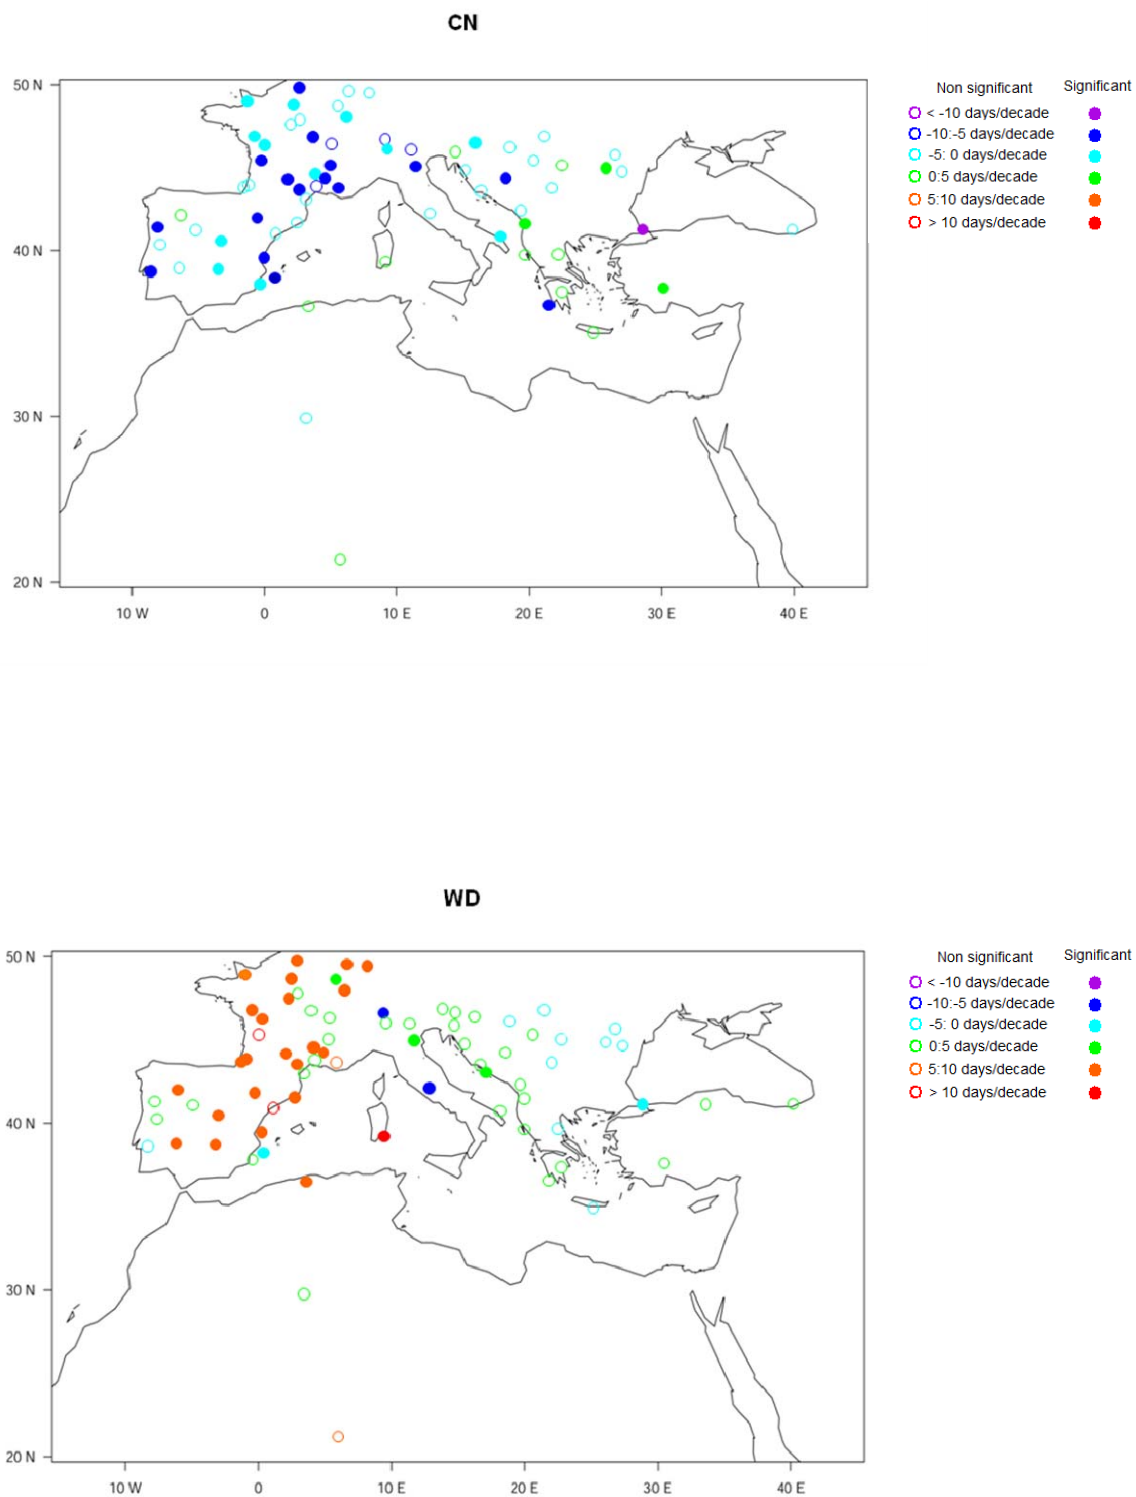 CN
50 N
40 N
30 N
20 N
10 W 0 10 E 20 E 30 E 40 E
Non significant Significant
< -10 days/decade
-10:-5 days/decade
-5: 0 days/decade
0:5 days/decade
5:10 days/decade
> 10 days/decade
WD
50 N
40 N
30 N
20 N
10 W 0 10 E 20 E 30 E 40 E
Non significant Significant
< -10 days/decade
-10:-5 days/decade
-5: 0 days/decade
0:5 days/decade
5:10 days/decade
> 10 days/decade